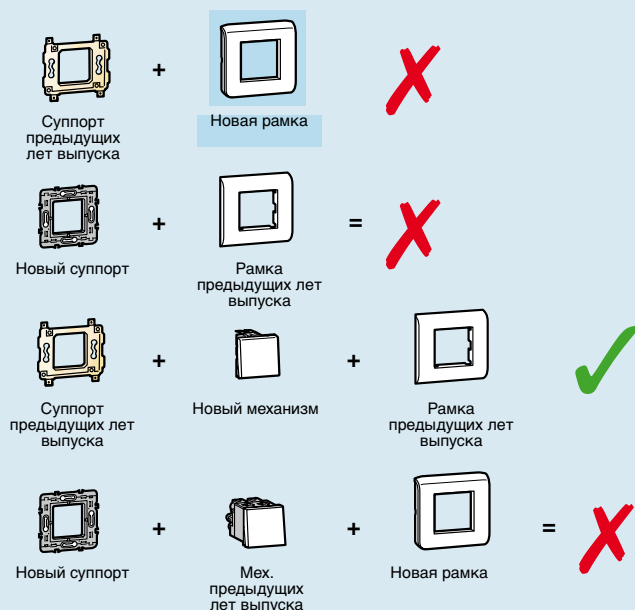 +
Суппорт
предыдущих
лет выпуска
Новая рамка
+
=
Новый суппорт
Рамка
предыдущих лет
выпуска
+
+
Суппорт
предыдущих лет
выпуска
Новый механизм
Рамка
предыдущих лет
выпуска
+
+
=
Новый суппорт
Мех.
предыдущих
лет выпуска
Новая рамка